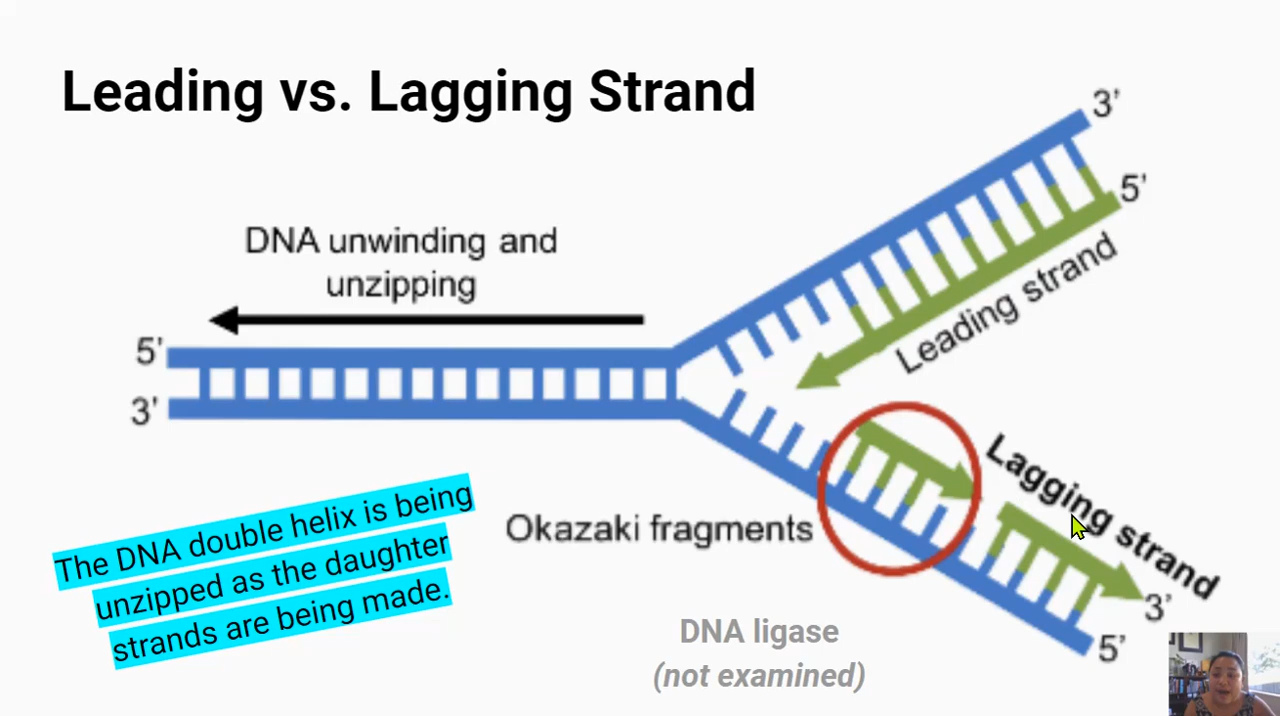 Leading vs. Lagging Strand
3’
5’
DNA unwinding and
unzipping
Leading strand
5’
3’
Lagging strand
Okazaki fragments
The DNA double helix is being
unzipped as the daughter
strands are being made.
3’
5’
DNA ligase
(not examined)